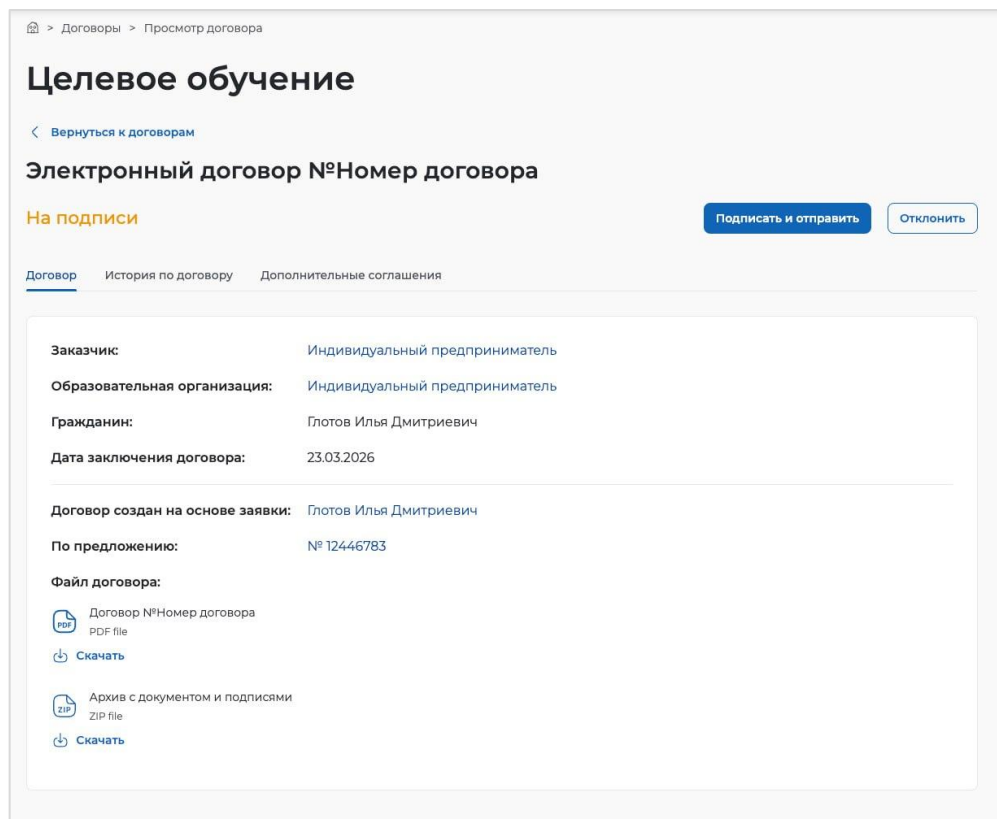 > Договоры > Просмотр договора
Целевое обучение
Вернуться к договорам
Электронный договор №Номер договора
На подписи
Подписать и отправить Отклонить
Договор История по договору Дополнительные соглашения
Заказчик: Индивидуальный предприниматель
Образовательная организация: Индивидуальный предприниматель
Гражданин: Глотов Илья Дмитриевич
Дата заключения договора: 23.03.2026
Договор создан на основе заявки: Глотов Илья Дмитриевич
По предложению: № 12446783
Файл договора:
Договор №Номер договора
PDF
PDF file
Скачать
Архив с документом и подписями
ZIP
ZIP file
Скачать